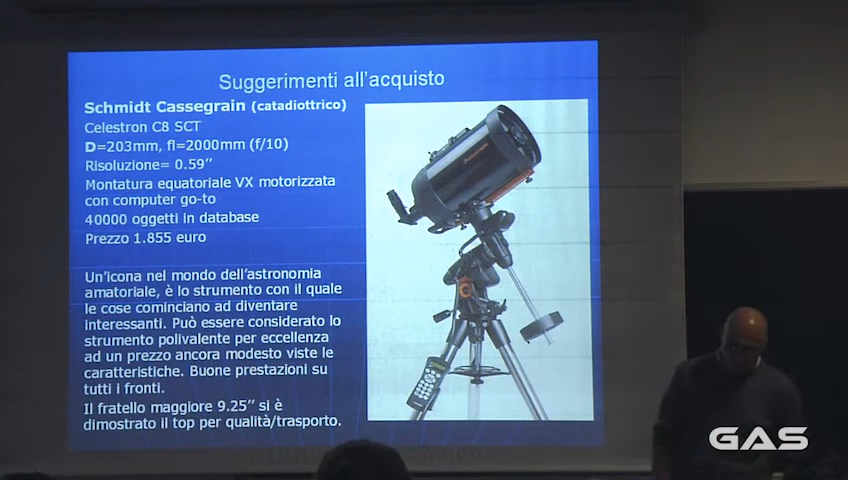 Suggerimenti all'acquisto
Schmidt Cassegrain (catadiottrico)
Celestron C8 SCT
D=203mm, fl=2000mm (f/10)
Risoluzione= 0.59’’
Montatura equatoriale VX motorizzata
con computer go-to
40000 oggetti in database
Prezzo 1.855 euro
Un’icona nel mondo dell’astronomia
amatoriale, è lo strumento con il quale
le cose cominciano ad diventare
interessanti. Può essere considerato lo
strumento polivalente per eccellenza
ad un prezzo ancora modesto viste le
caratteristiche. Buone prestazioni su
tutti i fronti.
Il fratello maggiore 9.25’’ si è
dimostrato il top per qualità/trasporto.
GAS